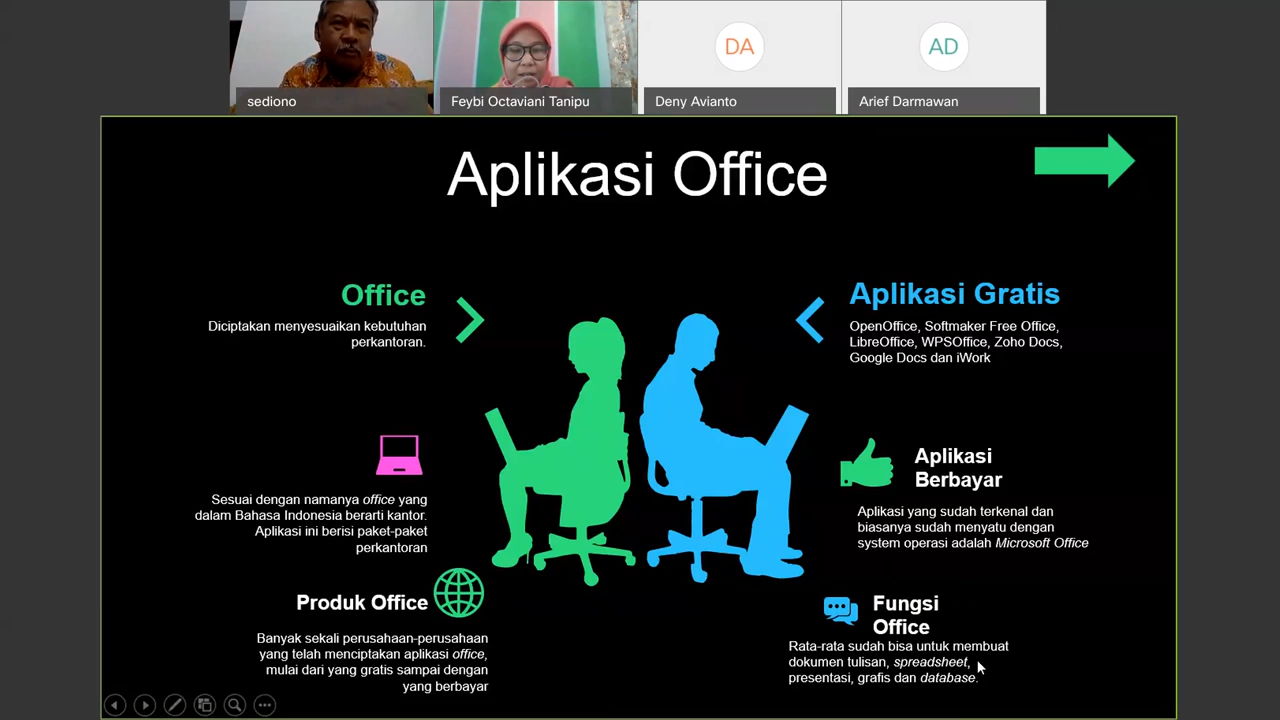 DA
AD
sediono
Feybi Octaviani Tanipu
Deny Avianto
Arief Darmawan
Aplikasi Office
Office
Diciptakan menyesuaikan kebutuhan
perkantoran.
Sesuai dengan namanya office yang
dalam Bahasa Indonesia berarti kantor.
Aplikasi ini berisi paket-paket
perkantoran
Produk Office
Banyak sekali perusahaan-perusahaan
yang telah menciptakan aplikasi office,
mulai dari yang gratis sampai dengan
yang berbayar
Aplikasi Gratis
OpenOffice, Softmaker Free Office,
LibreOffice, WPSOffice, Zoho Docs,
Google Docs dan iWork
Aplikasi
Berbayar
Aplikasi yang sudah terkenal dan
biasanya sudah menyatu dengan
system operasi adalah Microsoft Office
Fungsi
Office
Rata-rata sudah bisa untuk membuat
dokumen tulisan, spreadsheet,
presentasi, grafis dan database.